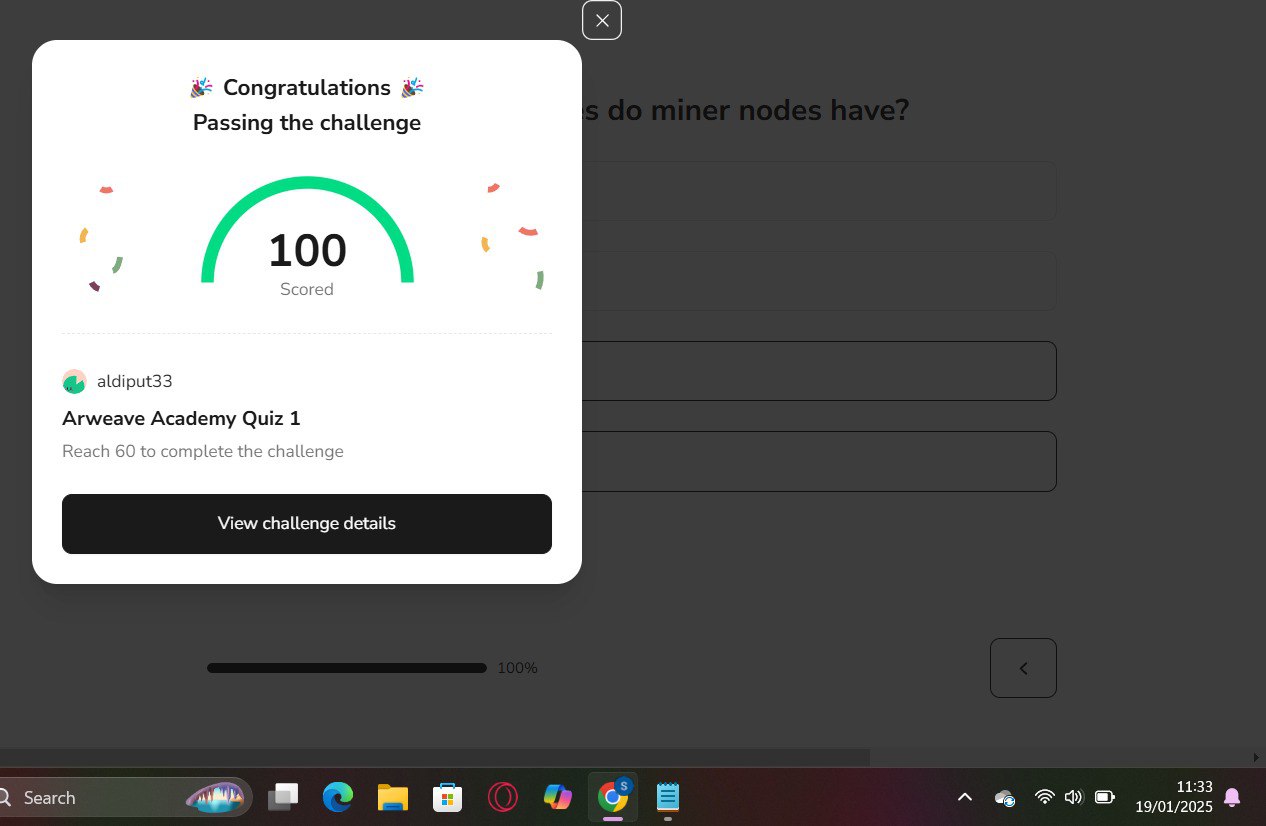 Congratulations
Passing the challenge
es do miner nodes have?
100
Scored
aldiput33
Arweave Academy Quiz 1
Reach 60 to complete the challenge
View challenge details
100%
Search
S
11:33
19/01/2025